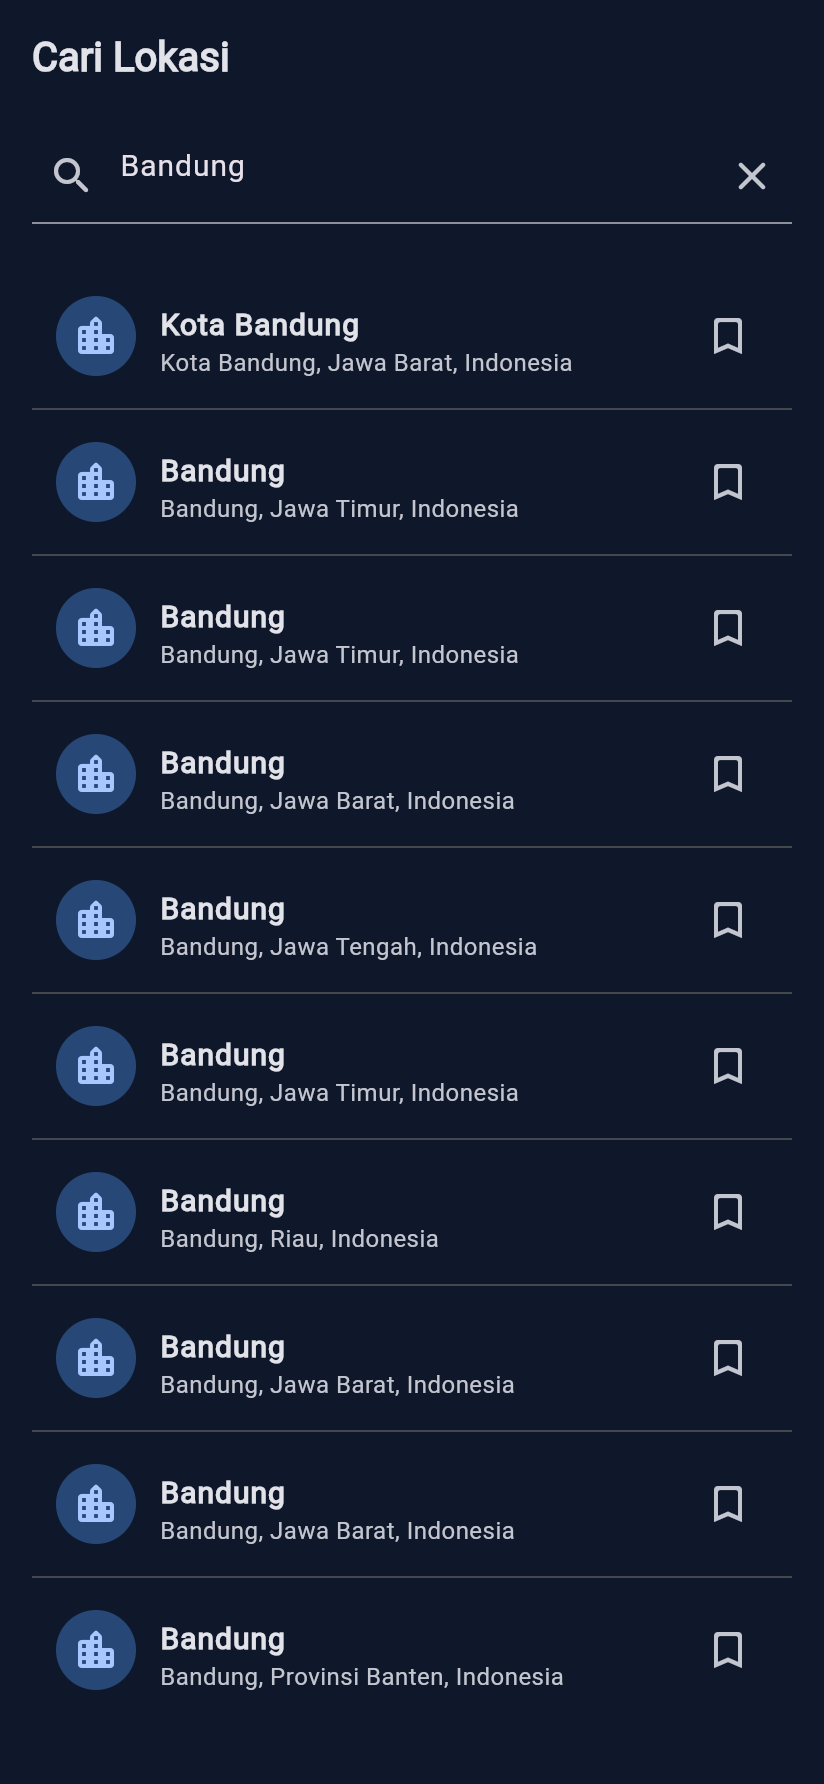 Cari Lokasi
Bandung
Kota Bandung
Kota Bandung, Jawa Barat, Indonesia
Bandung
Bandung, Jawa Timur, Indonesia
Bandung
Bandung, Jawa Timur, Indonesia
Bandung
Bandung, Jawa Barat, Indonesia
Bandung
Bandung, Jawa Tengah, Indonesia
Bandung
Bandung, Jawa Timur, Indonesia
Bandung
Bandung, Riau, Indonesia
Bandung
Bandung, Jawa Barat, Indonesia
Bandung
Bandung, Jawa Barat, Indonesia
Bandung
Bandung, Provinsi Banten, Indonesia